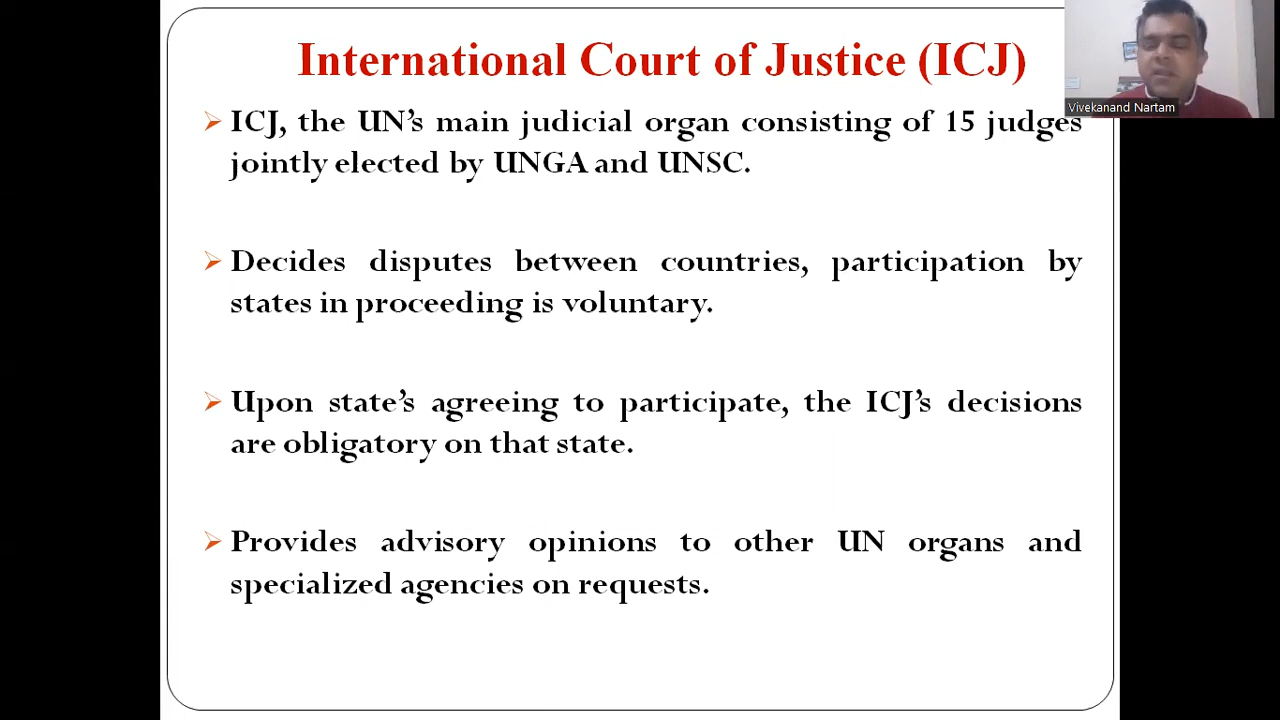 International Court of Justice (ICJ)
Vivekanand Nartam
ICJ, the UN’s main judicial organ consisting of 15 judges
jointly elected by UNGA and UNSC.
Decides disputes between countries, participation by
states in proceeding is voluntary.
Upon state’s agreeing to participate, the ICJ’s decisions
are obligatory on that state.
Provides advisory opinions to other UN organs and
specialized agencies on requests.